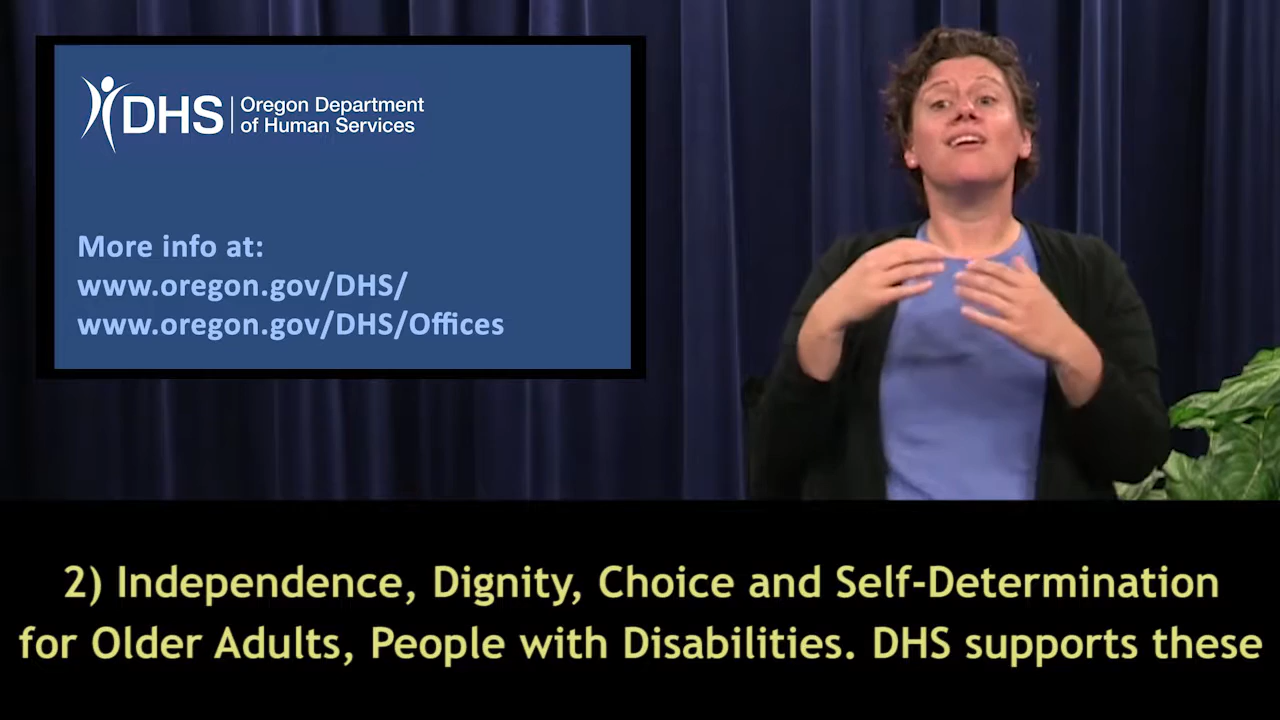 DHS
Oregon Department
of Human Services
More info at:
www.oregon.gov/DHS/
www.oregon.gov/DHS/Offices
2) Independence, Dignity, Choice and Self-Determination
for Older Adults, People with Disabilities. DHS supports these